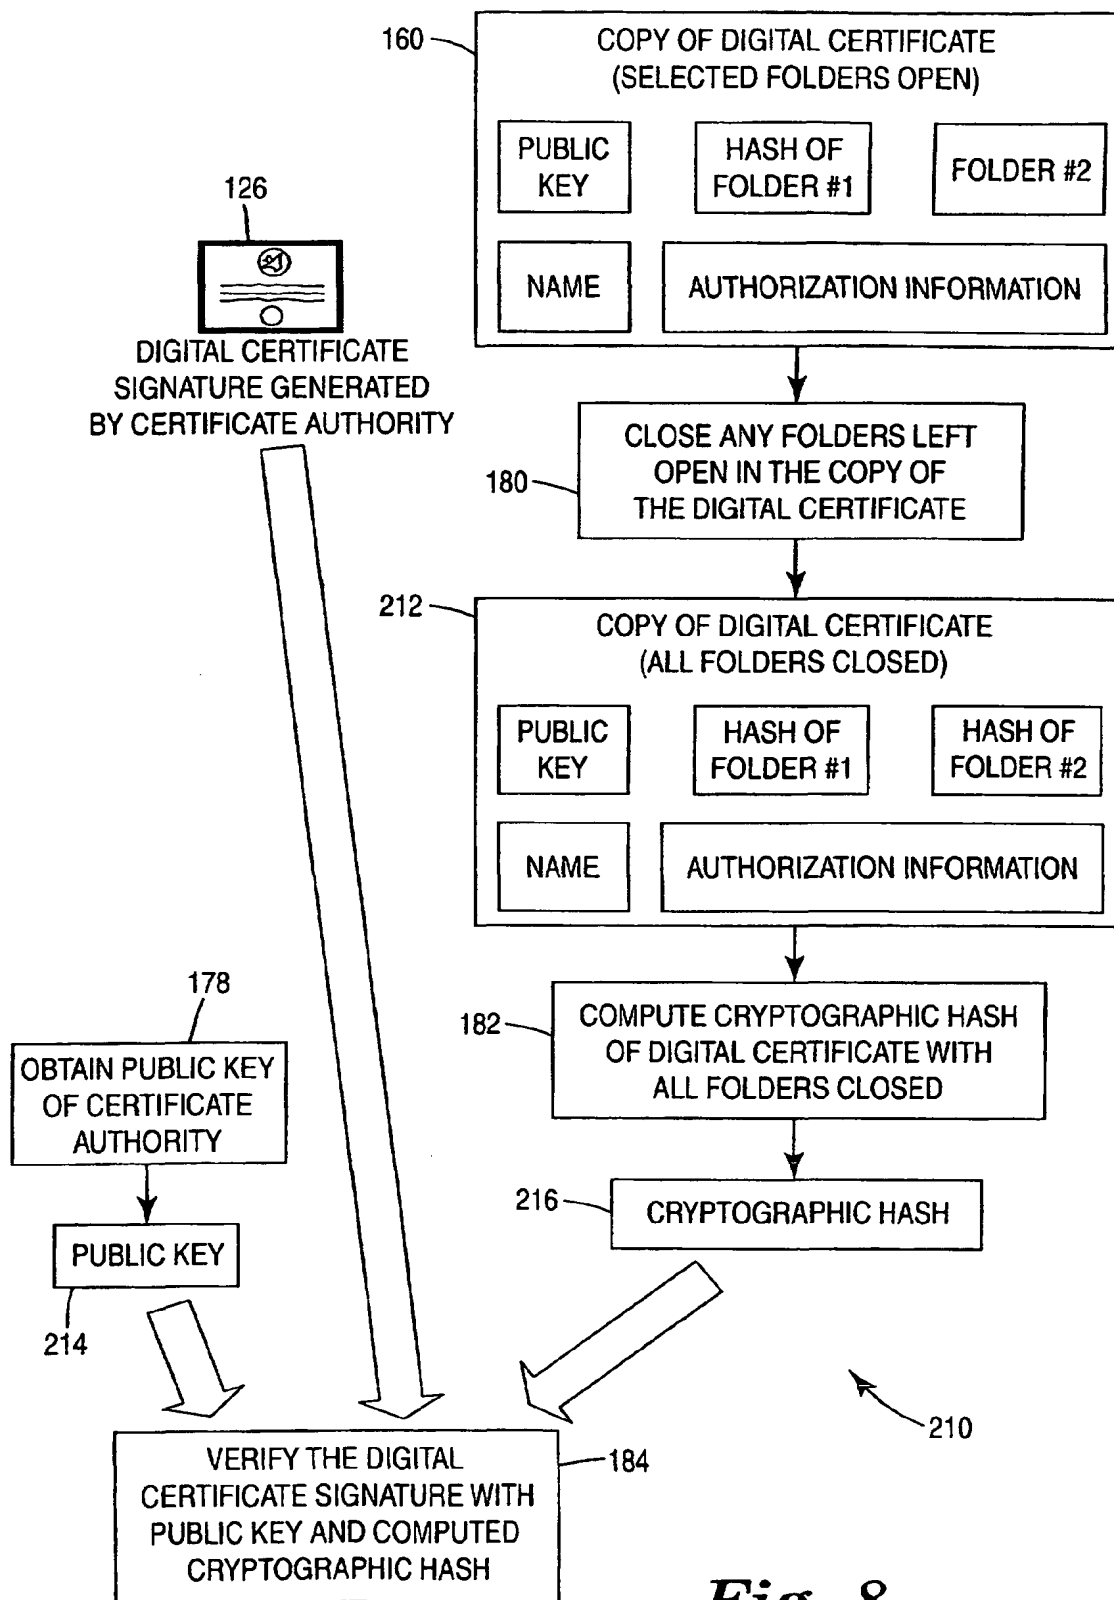 160
COPY OF DIGITAL CERTIFICATE
(SELECTED FOLDERS OPEN)
PUBLIC
KEY
HASH OF
FOLDER #1
FOLDER #2
NAME
AUTHORIZATION INFORMATION
126
DIGITAL CERTIFICATE
SIGNATURE GENERATED
BY CERTIFICATE AUTHORITY
180
CLOSE ANY FOLDERS LEFT
OPEN IN THE COPY OF
THE DIGITAL CERTIFICATE
212
COPY OF DIGITAL CERTIFICATE
(ALL FOLDERS CLOSED)
PUBLIC
KEY
HASH OF
FOLDER #1
HASH OF
FOLDER #2
NAME
AUTHORIZATION INFORMATION
178
OBTAIN PUBLIC KEY
OF CERTIFICATE
AUTHORITY
182
COMPUTE CRYPTOGRAPHIC HASH
OF DIGITAL CERTIFICATE WITH
ALL FOLDERS CLOSED
216
CRYPTOGRAPHIC HASH
PUBLIC KEY
214
210
VERIFY THE DIGITAL
CERTIFICATE SIGNATURE WITH
PUBLIC KEY AND COMPUTED
CRYPTOGRAPHIC HASH
184
Fig. 8